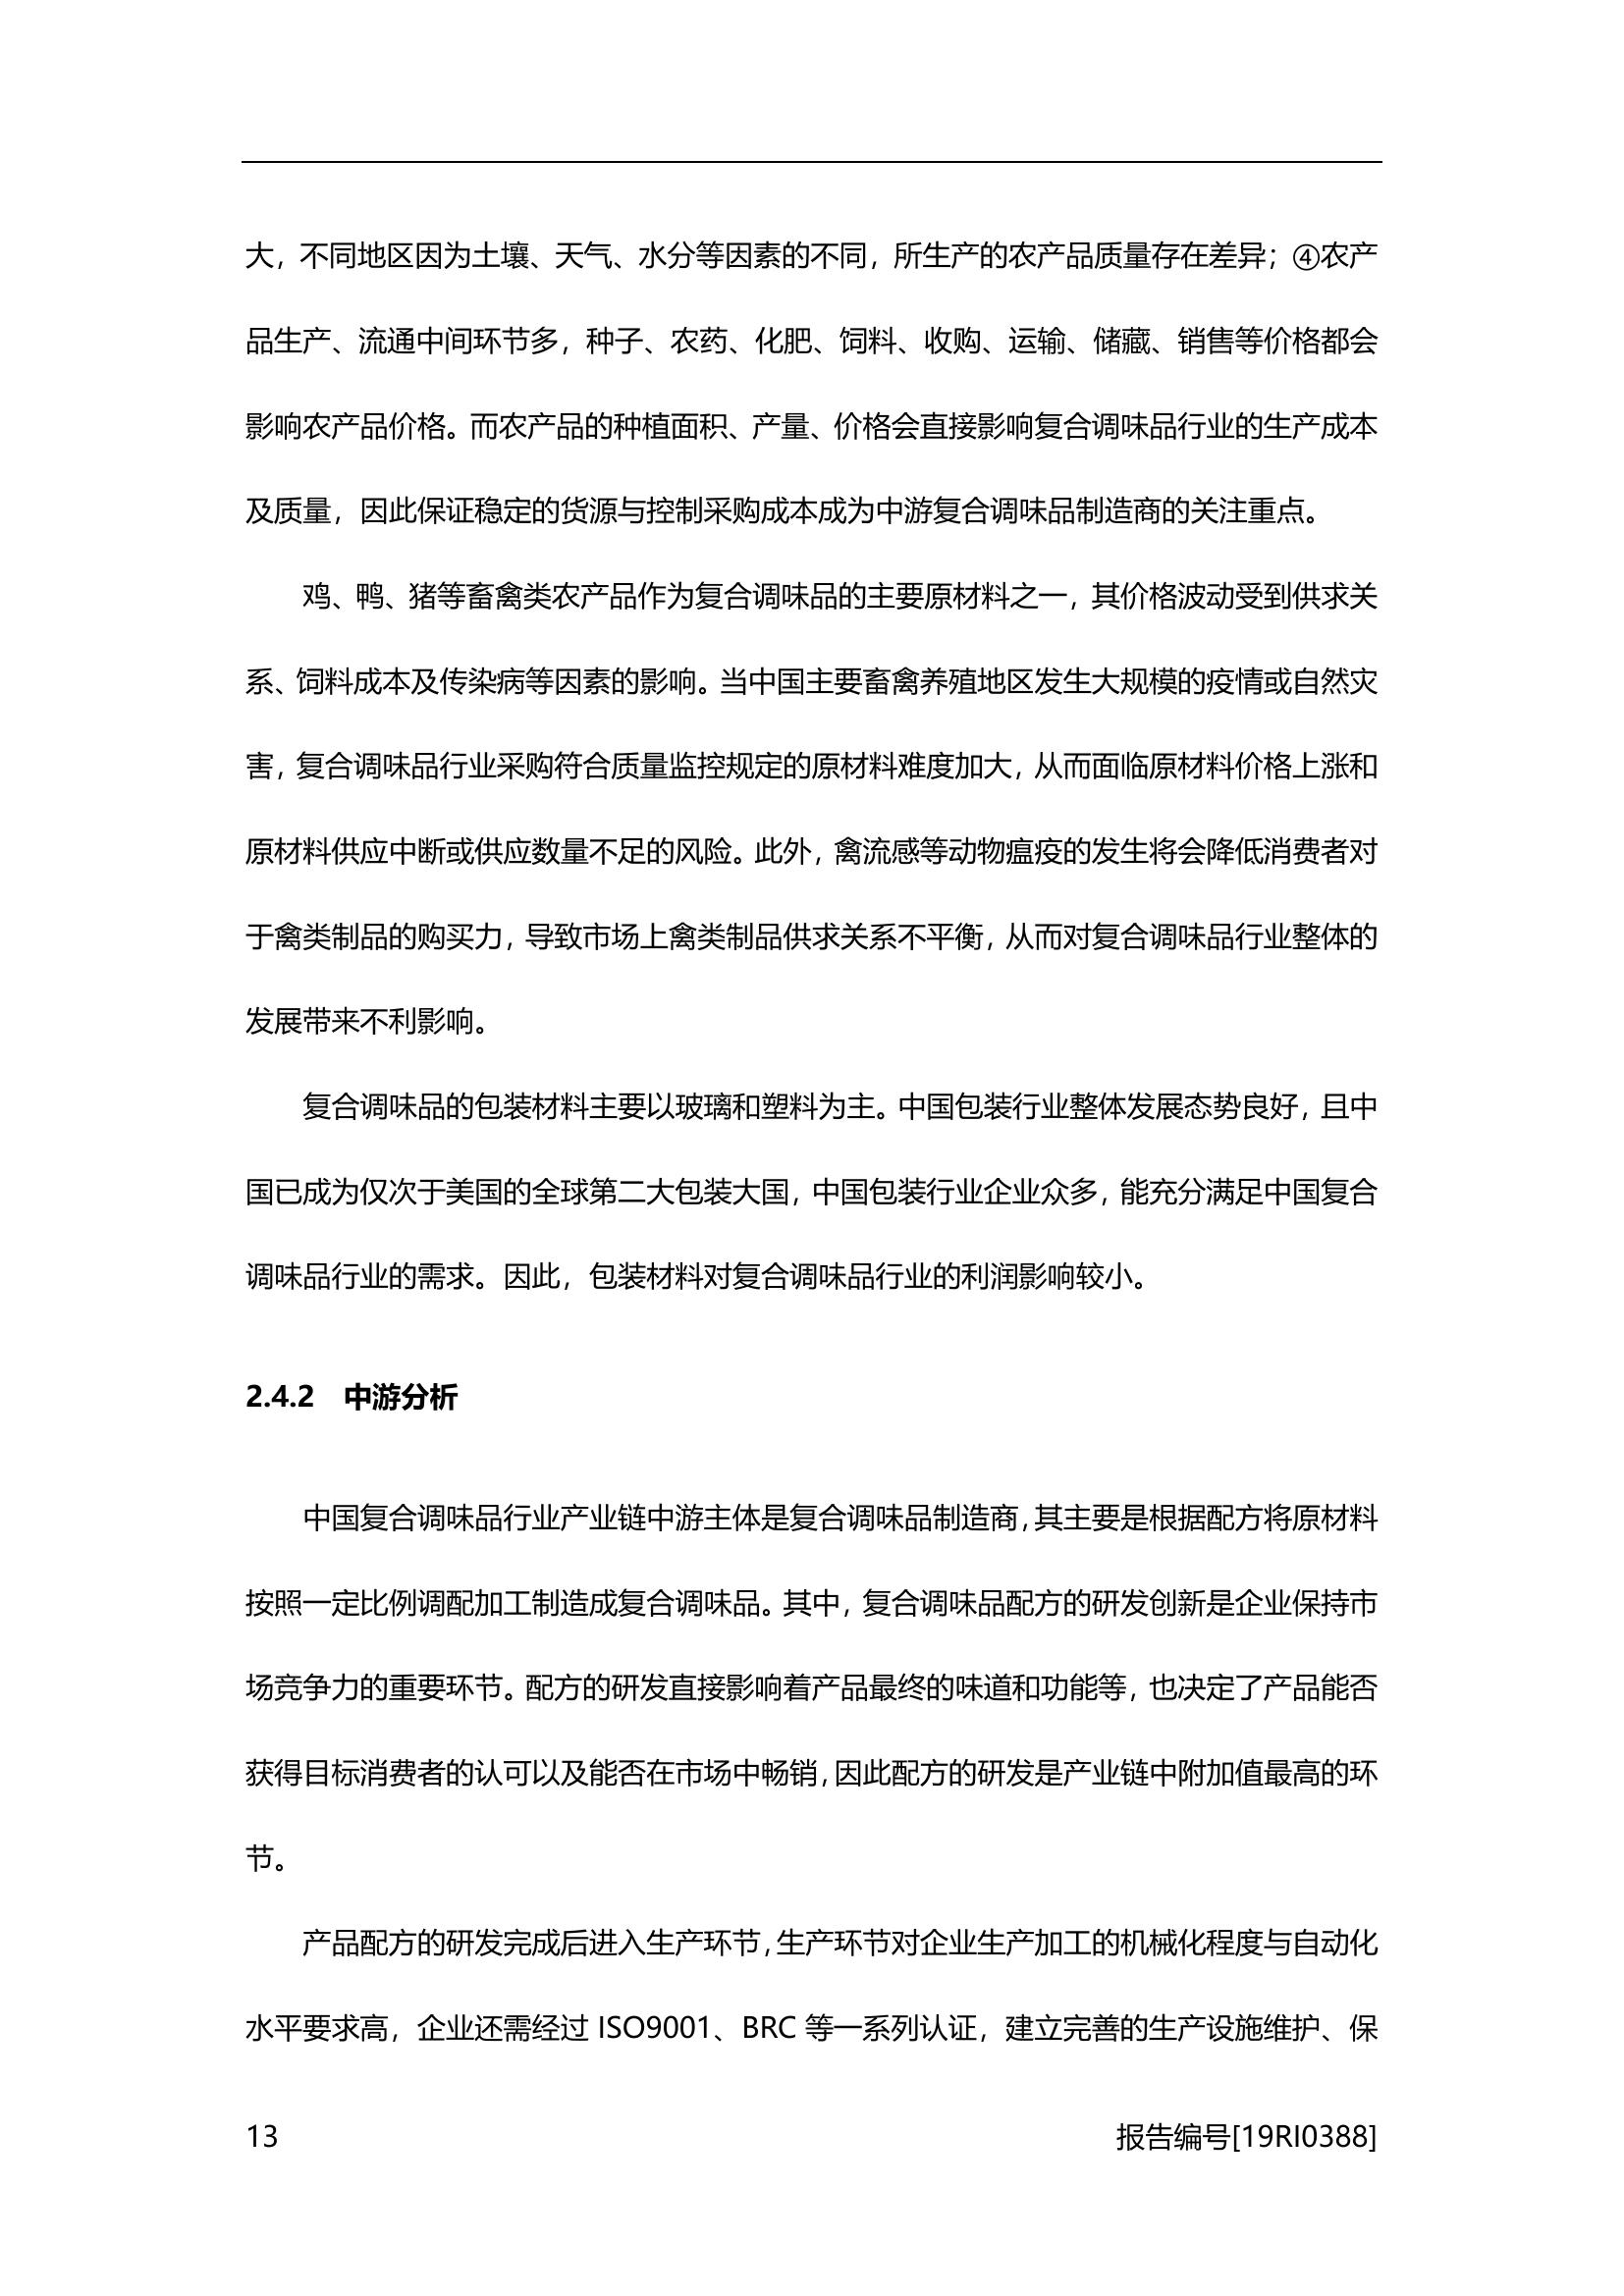 大，不同地区因为土壤、天气、水分等因素的不同，所生产的农产品质量存在差异；④农产
品生产、流通中间环节多，种子、农药、化肥、饲料、收购、运输、储藏、销售等价格都会
影响农产品价格。而农产品的种植面积、产量、价格会直接影响复合调味品行业的生产成本
及质量，因此保证稳定的货源与控制采购成本成为中游复合调味品制造商的关注重点。
鸡、鸭、猪等畜禽类农产品作为复合调味品的主要原材料之一，其价格波动受到供求关
系、饲料成本及传染病等因素的影响。当中国主要畜禽养殖地区发生大规模的疫情或自然灾
害，复合调味品行业采购符合质量监控规定的原材料难度加大，从而面临原材料价格上涨和
原材料供应中断或供应数量不足的风险。此外，禽流感等动物瘟疫的发生将会降低消费者对
于禽类制品的购买力，导致市场上禽类制品供求关系不平衡，从而对复合调味品行业整体的
发展带来不利影响。
复合调味品的包装材料主要以玻璃和塑料为主。中国包装行业整体发展态势良好，且中
国已成为仅次于美国的全球第二大包装大国，中国包装行业企业众多，能充分满足中国复合
调味品行业的需求。因此，包装材料对复合调味品行业的利润影响较小。
2.4.2 中游分析
中国复合调味品行业产业链中游主体是复合调味品制造商，其主要是根据配方将原材料
按照一定比例调配加工制造成复合调味品。其中，复合调味品配方的研发创新是企业保持市
场竞争力的重要环节。配方的研发直接影响着产品最终的味道和功能等，也决定了产品能否
获得目标消费者的认可以及能否在市场中畅销，因此配方的研发是产业链中附加值最高的环
节。
产品配方的研发完成后进入生产环节，生产环节对企业生产加工的机械化程度与自动化
水平要求高，企业还需经过 ISO9001、BRC 等一系列认证，建立完善的生产设施维护、保
13 报告编号[19RI0388]